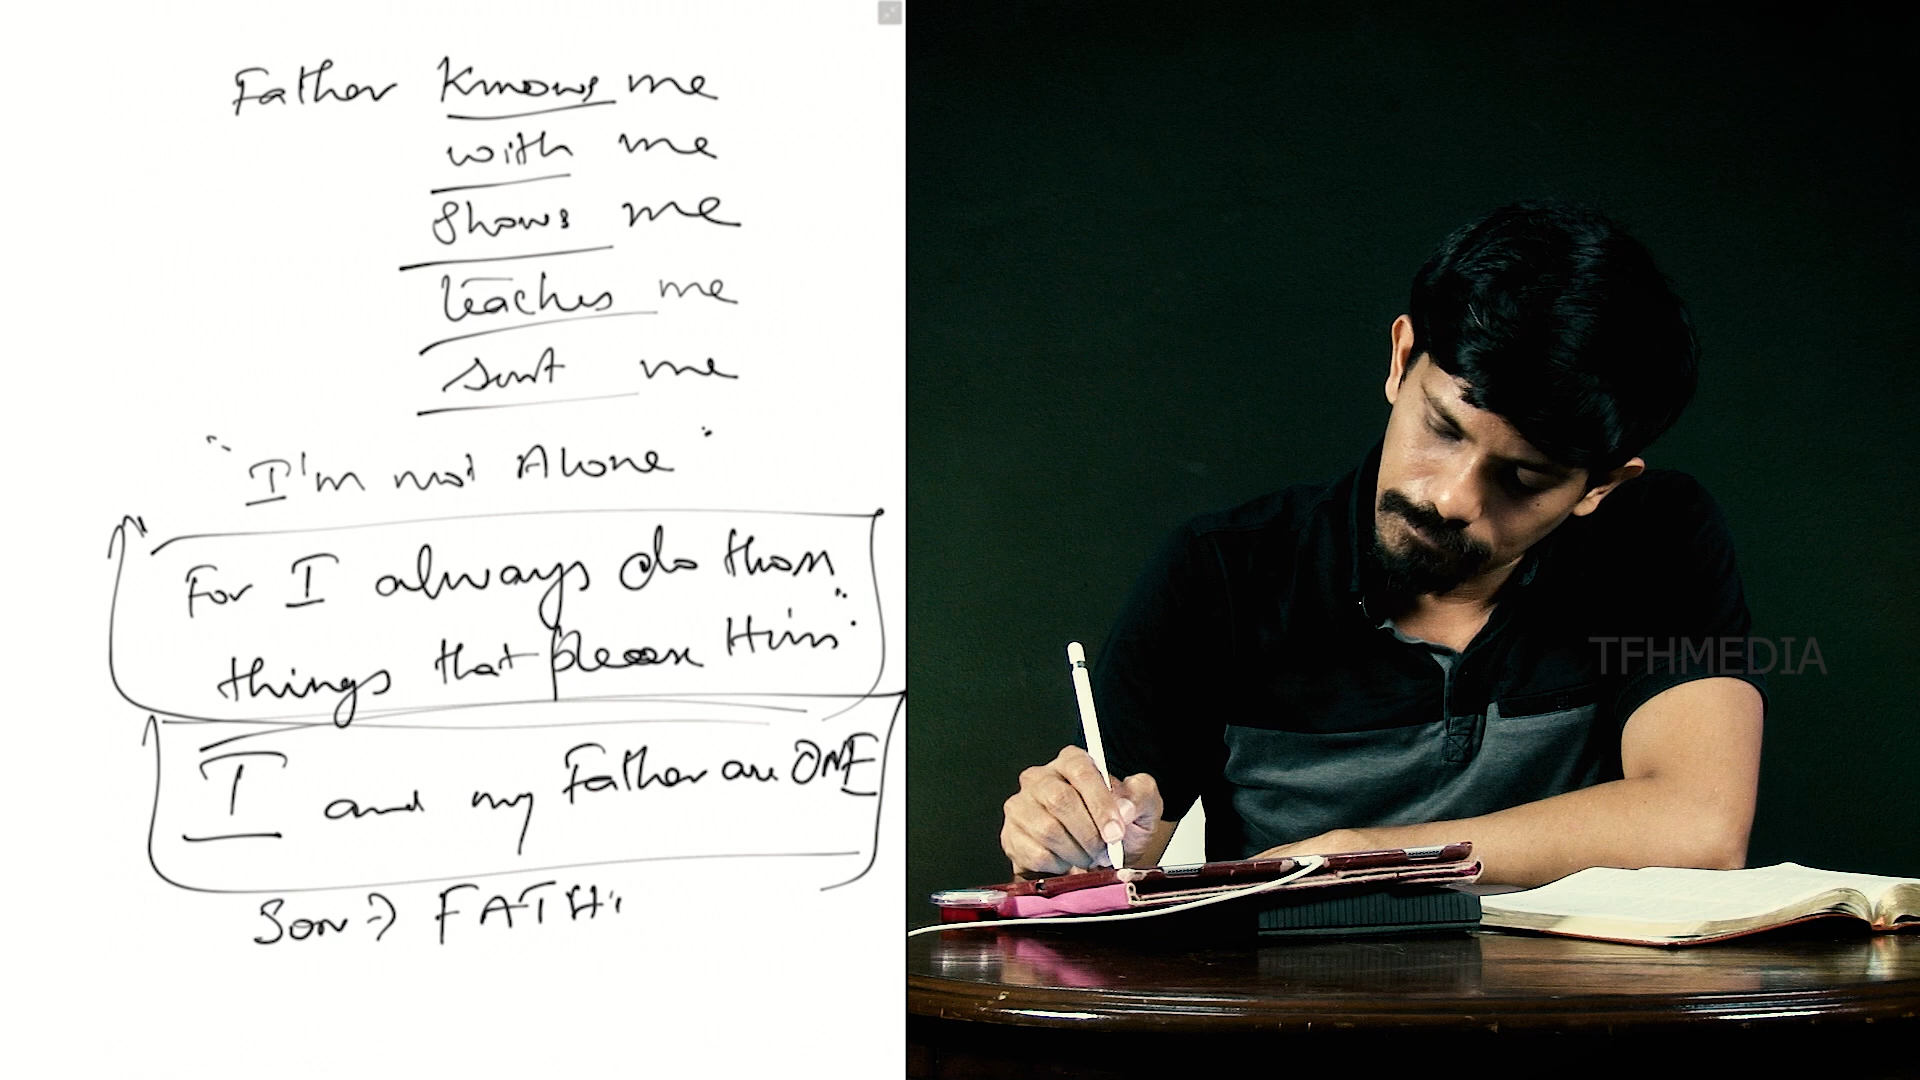 Father Knows me
with me
Shows me
teaches me
sent me
"I'm not Alone"
"For I always do those
things that please Him"
I and my Father are ONE
Son => FATH
TFHMEDIA